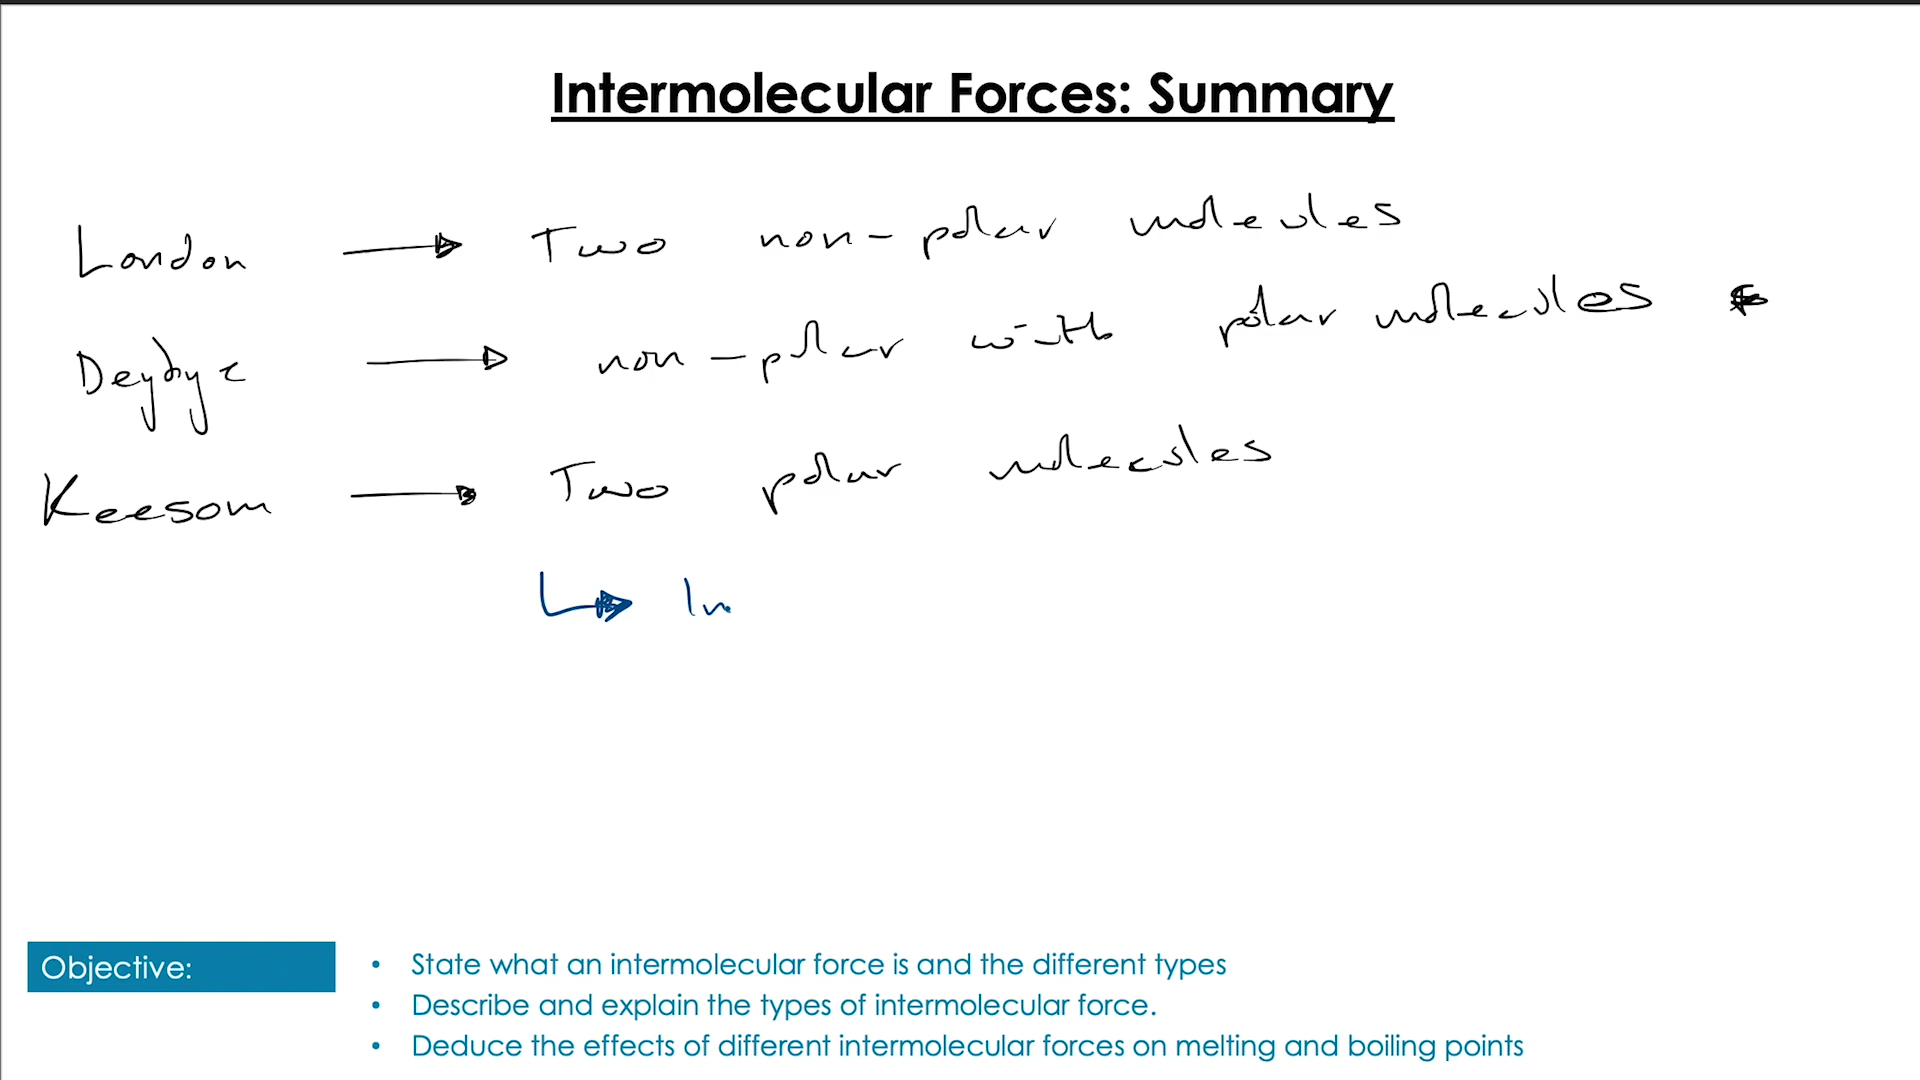 Intermolecular Forces: Summary
London → Two non-polar molecules
Deybye → non-polar with polar molecules
Keesom → Two polar molecules
↳ In
Objective:
• State what an intermolecular force is and the different types
• Describe and explain the types of intermolecular force.
• Deduce the effects of different intermolecular forces on melting and boiling points